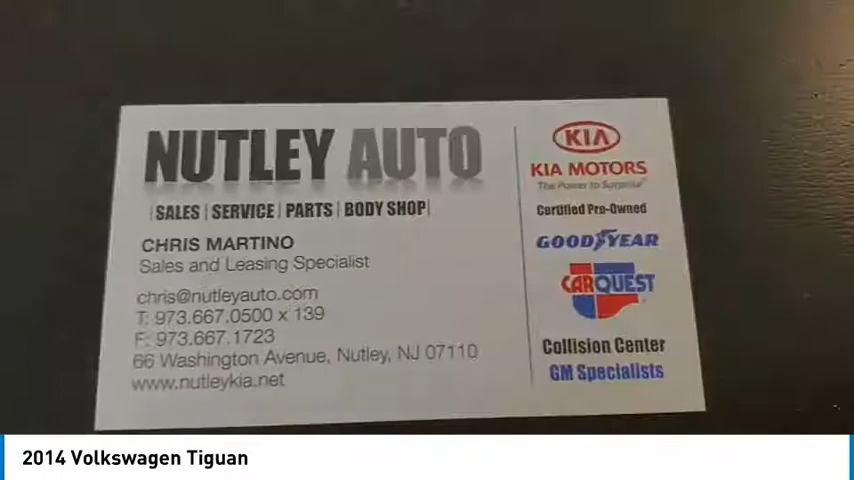 NUTLEY AUTO
|SALES | SERVICE | PARTS | BODY SHOP|
CHRIS MARTINO
Sales and Leasing Specialist
chris@nutleyauto.com
T: 973.667.0500 x 139
F: 973.667.1723
66 Washington Avenue, Nutley, NJ 07110
www.nutleykia.net
KIA
KIA MOTORS
The Power to Surprise™
Certified Pre-Owned
GOODYEAR
CARQUEST
Collision Center
GM Specialists
2014 Volkswagen Tiguan